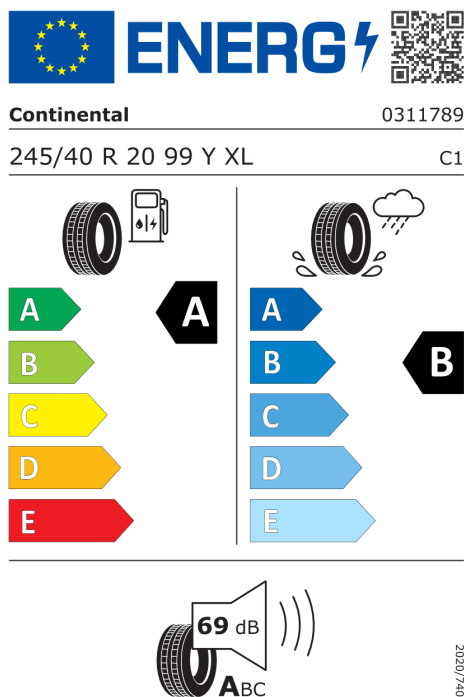 ENERG
Continental 0311789
245/40 R 20 99 Y XL C1
A A
B
C
D
E
A
B B
C
D
E
69 dB
ABC
2020/740